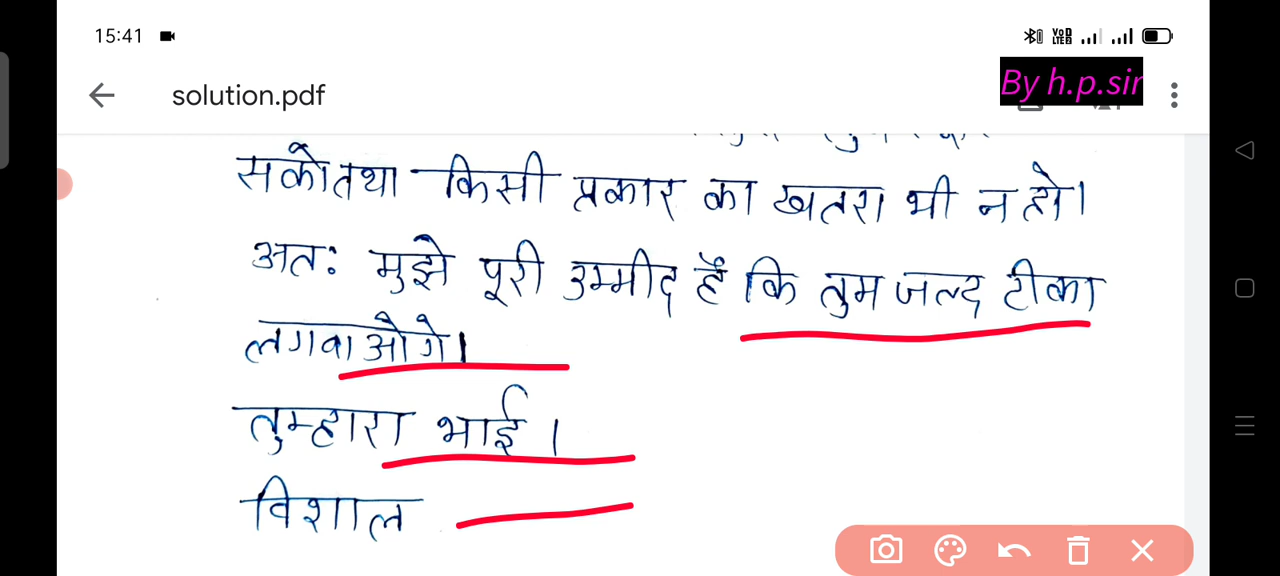 15:41
solution.pdf
By h.p.sir
सकोतथा किसी प्रकार का खतरा भी न हो।
अतः मुझे पूरी उम्मीद है कि तुम जल्द टीका
लगवाओगे।
तुम्हारा भाई।
विशाल